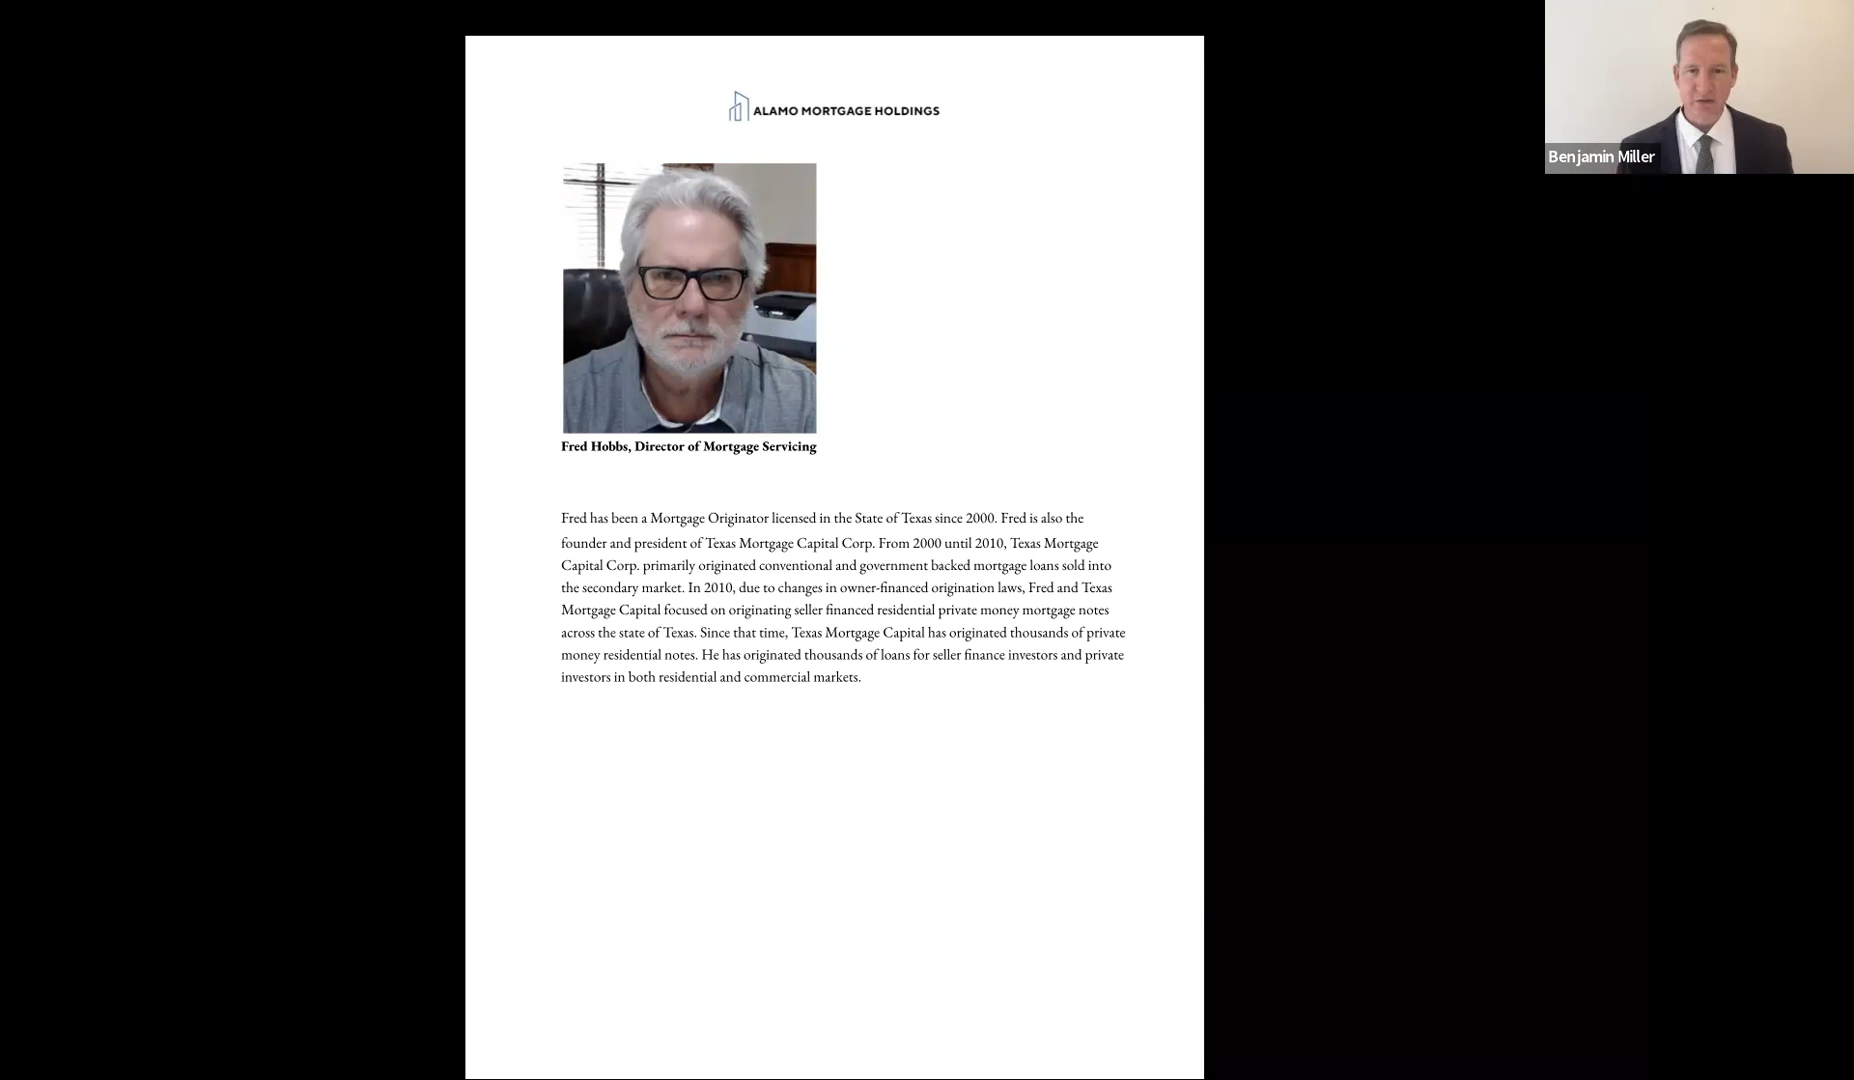 ALAMO MORTGAGE HOLDINGS
Benjamin Miller
Fred Hobbs, Director of Mortgage Servicing
Fred has been a Mortgage Originator licensed in the State of Texas since 2000. Fred is also the
founder and president of Texas Mortgage Capital Corp. From 2000 until 2010, Texas Mortgage
Capital Corp. primarily originated conventional and government backed mortgage loans sold into
the secondary market. In 2010, due to changes in owner-financed origination laws, Fred and Texas
Mortgage Capital focused on originating seller financed residential private money mortgage notes
across the state of Texas. Since that time, Texas Mortgage Capital has originated thousands of private
money residential notes. He has originated thousands of loans for seller finance investors and private
investors in both residential and commercial markets.